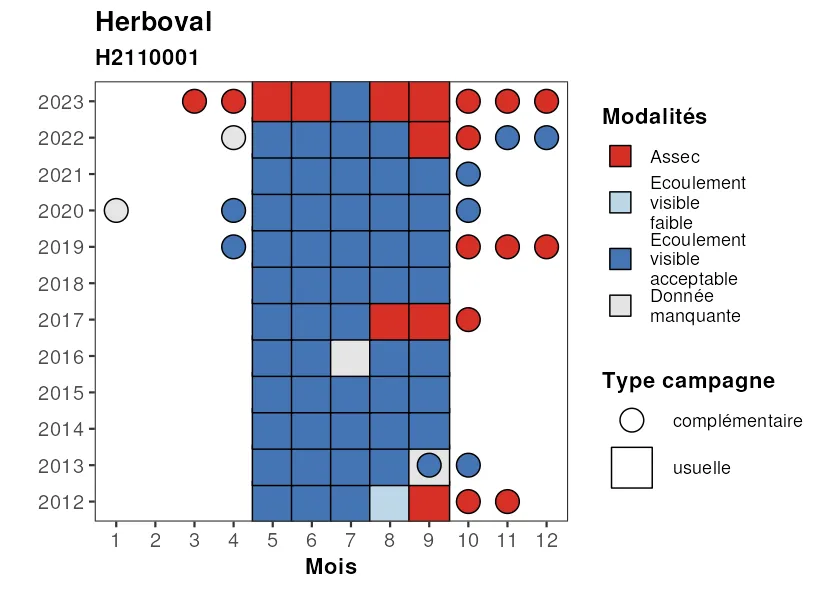 Herboval
H2110001
2023
2022
2021
2020
2019
2018
2017
2016
2015
2014
2013
2012
1 2 3 4 5 6 7 8 9 10 11 12
Mois
Modalités
Assec
Ecoulement
visible
faible
Ecoulement
visible
acceptable
Donnée
manquante
Type campagne
complémentaire
usuelle